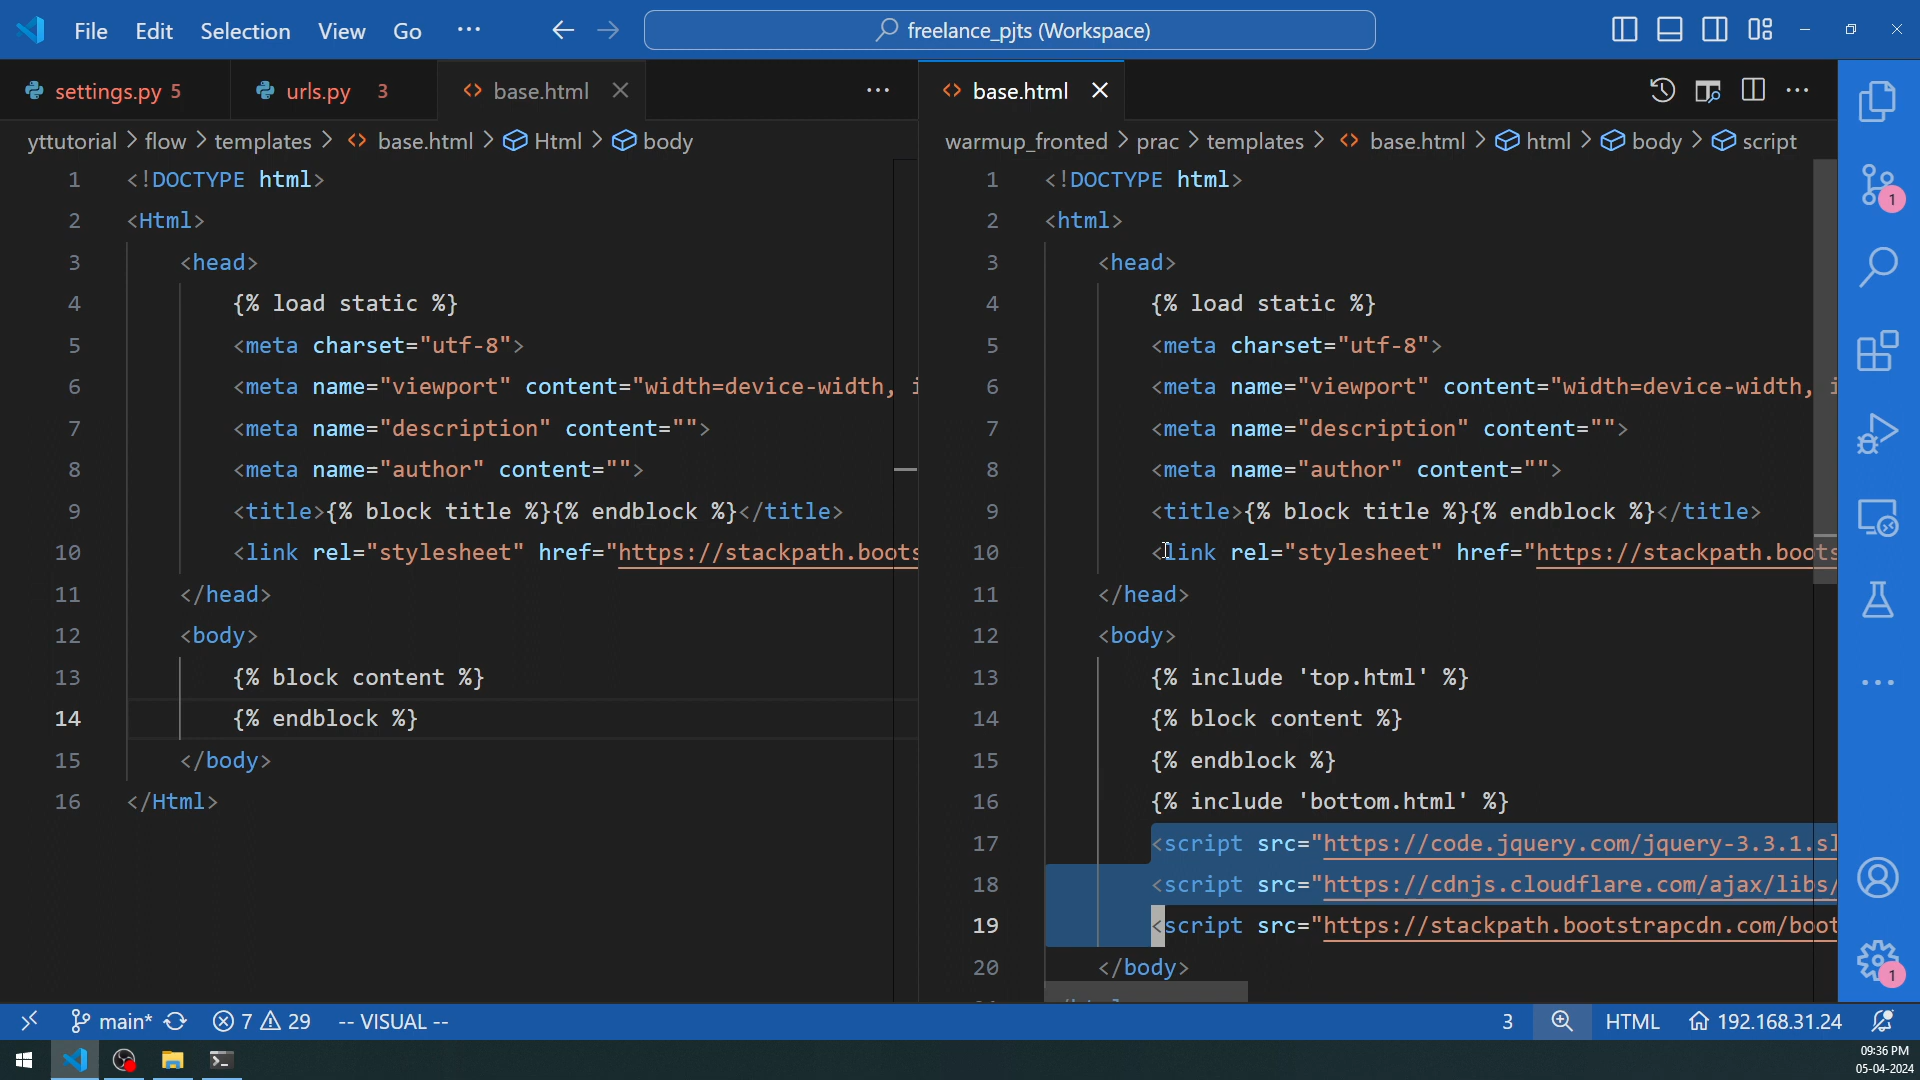 File Edit Selection View Go ··· freelance_pjts (Workspace)
settings.py 5 urls.py 3 base.html ··· base.html ···
yttutorial > flow > templates > base.html > Html > body
warmup_fronted > prac > templates > base.html > html > body > script
1 <!DOCTYPE html>
2 <Html>
3 <head>
4 {% load static %}
5 <meta charset="utf-8">
6 <meta name="viewport" content="width=device-width, i
7 <meta name="description" content="">
8 <meta name="author" content="">
9 <title>{% block title %}{% endblock %}</title>
10 <link rel="stylesheet" href="https://stackpath.boots
11 </head>
12 <body>
13 {% block content %}
14 {% endblock %}
15 </body>
16 </Html>
1 <!DOCTYPE html>
2 <html>
3 <head>
4 {% load static %}
5 <meta charset="utf-8">
6 <meta name="viewport" content="width=device-width, i
7 <meta name="description" content="">
8 <meta name="author" content="">
9 <title>{% block title %}{% endblock %}</title>
10 <link rel="stylesheet" href="https://stackpath.boots
11 </head>
12 <body>
13 {% include 'top.html' %}
14 {% block content %}
15 {% endblock %}
16 {% include 'bottom.html' %}
17 <script src="https://code.jquery.com/jquery-3.3.1.sl
18 <script src="https://cdnjs.cloudflare.com/ajax/libs/
19 <script src="https://stackpath.bootstrapcdn.com/boot
20 </body>
1
1
main* 7 29 -- VISUAL -- 3 HTML 192.168.31.24
09:36 PM
05-04-2024